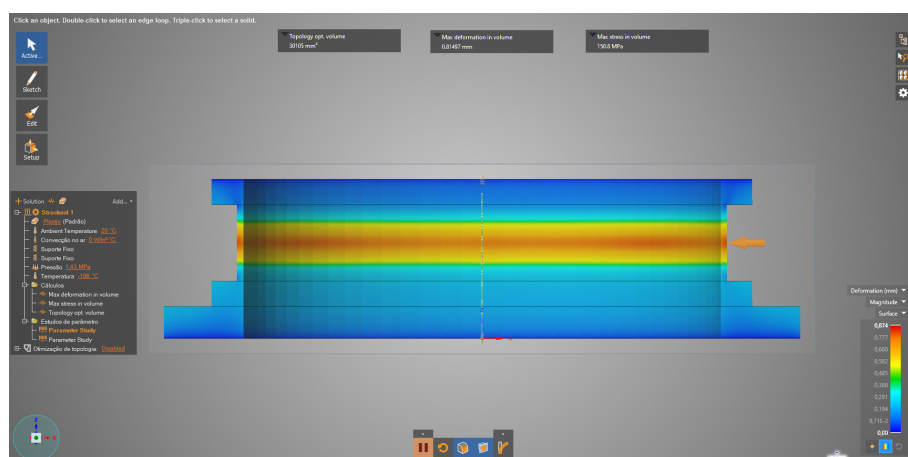 Click an object. Double-click to select an edge loop. Triple-click to select a solid.
Topology opt. volume
30105 mm³
Max deformation in volume
0.81497 mm
Max stress in volume
150.8 MPa
Active...
Sketch
Edit
Setup
Solution
Add...
Structural 1
Plastic (Padrão)
Ambient Temperature 20 °C
Convecção no ar 0 W/m² °C
Suporte Fixo
Suporte Fixo
Pressão 1,43 MPa
Temperatura -196 °C
Cálculos
Max deformation in volume
Max stress in volume
Topology opt. volume
Estudos de parâmetro
Parameter Study
Parameter Study
Otimização de topologia: Disabled
Deformation (mm)
Magnitude
Surface
0,874
0,777
0,680
0,582
0,485
0,388
0,291
0,194
9,71E-2
0,00